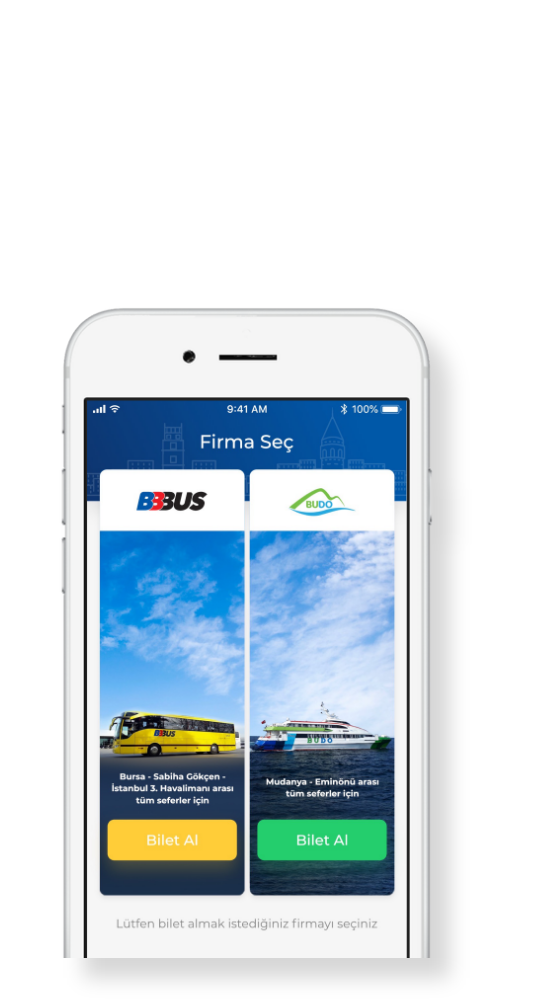 9:41 AM
100%
Firma Seç
BBBUS
BUDO
BBBUS
BUDO
Bursa - Sabiha Gökçen -
İstanbul 3. Havalimanı arası
tüm seferler için
Mudanya - Eminönü arası
tüm seferler için
Bilet Al
Bilet Al
Lütfen bilet almak istediğiniz firmayı seçiniz